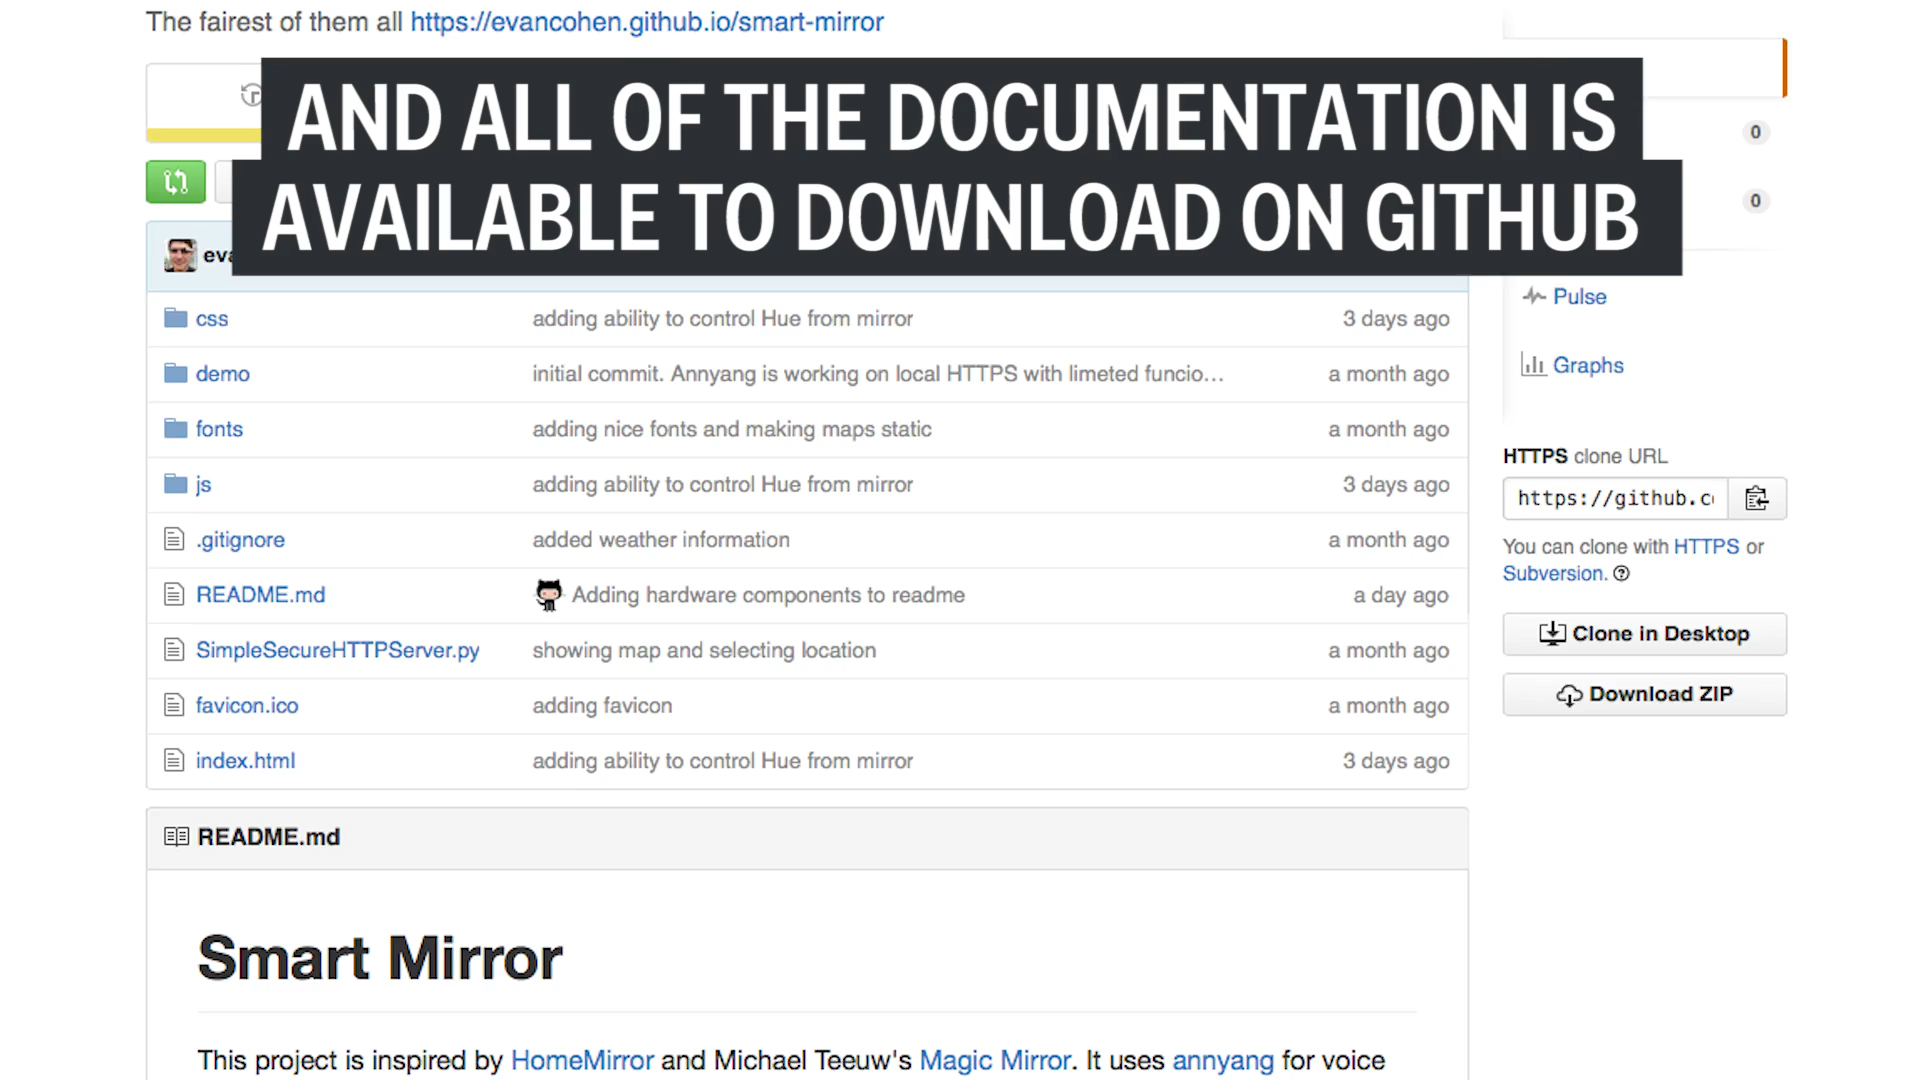 The fairest of them all https://evancohen.github.io/smart-mirror
AND ALL OF THE DOCUMENTATION IS
AVAILABLE TO DOWNLOAD ON GITHUB
0
0
css adding ability to control Hue from mirror 3 days ago
demo initial commit. Annyang is working on local HTTPS with limeted funcio… a month ago
fonts adding nice fonts and making maps static a month ago
js adding ability to control Hue from mirror 3 days ago
.gitignore added weather information a month ago
README.md Adding hardware components to readme a day ago
SimpleSecureHTTPServer.py showing map and selecting location a month ago
favicon.ico adding favicon a month ago
index.html adding ability to control Hue from mirror 3 days ago
Pulse
Graphs
HTTPS clone URL
https://github.c
You can clone with HTTPS or
Subversion.
Clone in Desktop
Download ZIP
README.md
Smart Mirror
This project is inspired by HomeMirror and Michael Teeuw's Magic Mirror. It uses annyang for voice